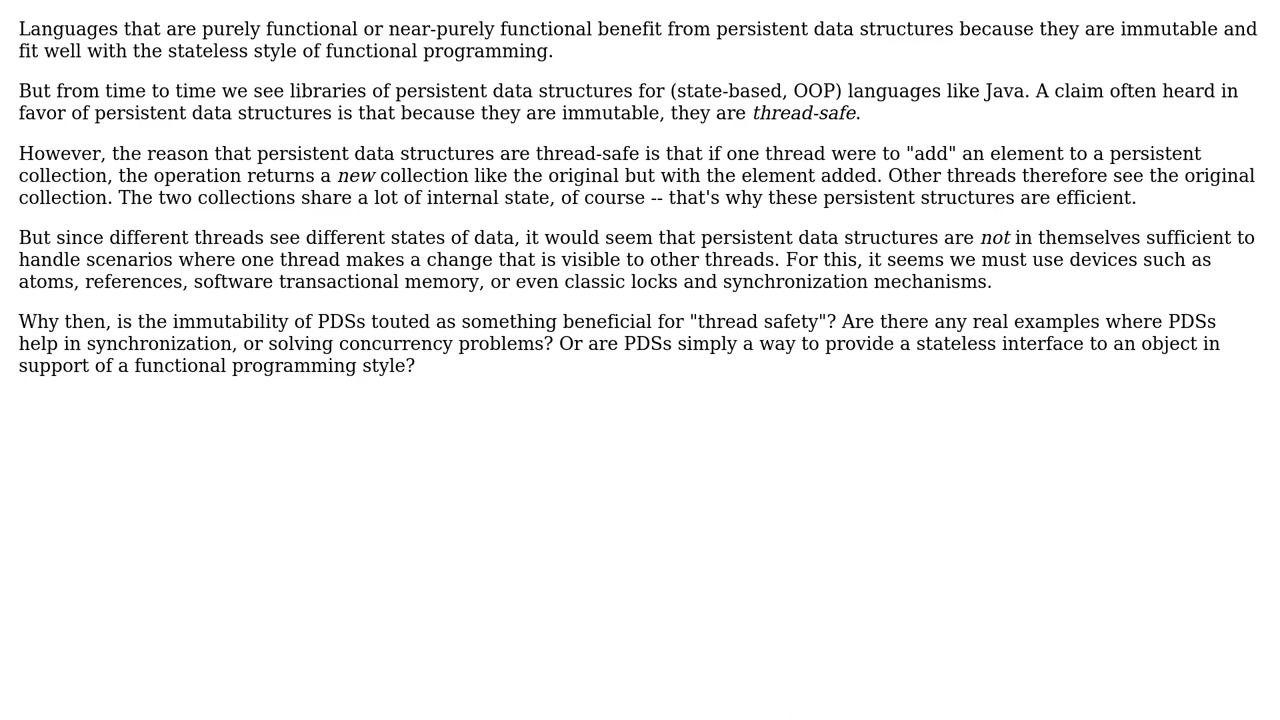 Languages that are purely functional or near-purely functional benefit from persistent data structures because they are immutable and
fit well with the stateless style of functional programming.
But from time to time we see libraries of persistent data structures for (state-based, OOP) languages like Java. A claim often heard in
favor of persistent data structures is that because they are immutable, they are thread-safe.
However, the reason that persistent data structures are thread-safe is that if one thread were to "add" an element to a persistent
collection, the operation returns a new collection like the original but with the element added. Other threads therefore see the original
collection. The two collections share a lot of internal state, of course -- that's why these persistent structures are efficient.
But since different threads see different states of data, it would seem that persistent data structures are not in themselves sufficient to
handle scenarios where one thread makes a change that is visible to other threads. For this, it seems we must use devices such as
atoms, references, software transactional memory, or even classic locks and synchronization mechanisms.
Why then, is the immutability of PDSs touted as something beneficial for "thread safety"? Are there any real examples where PDSs
help in synchronization, or solving concurrency problems? Or are PDSs simply a way to provide a stateless interface to an object in
support of a functional programming style?